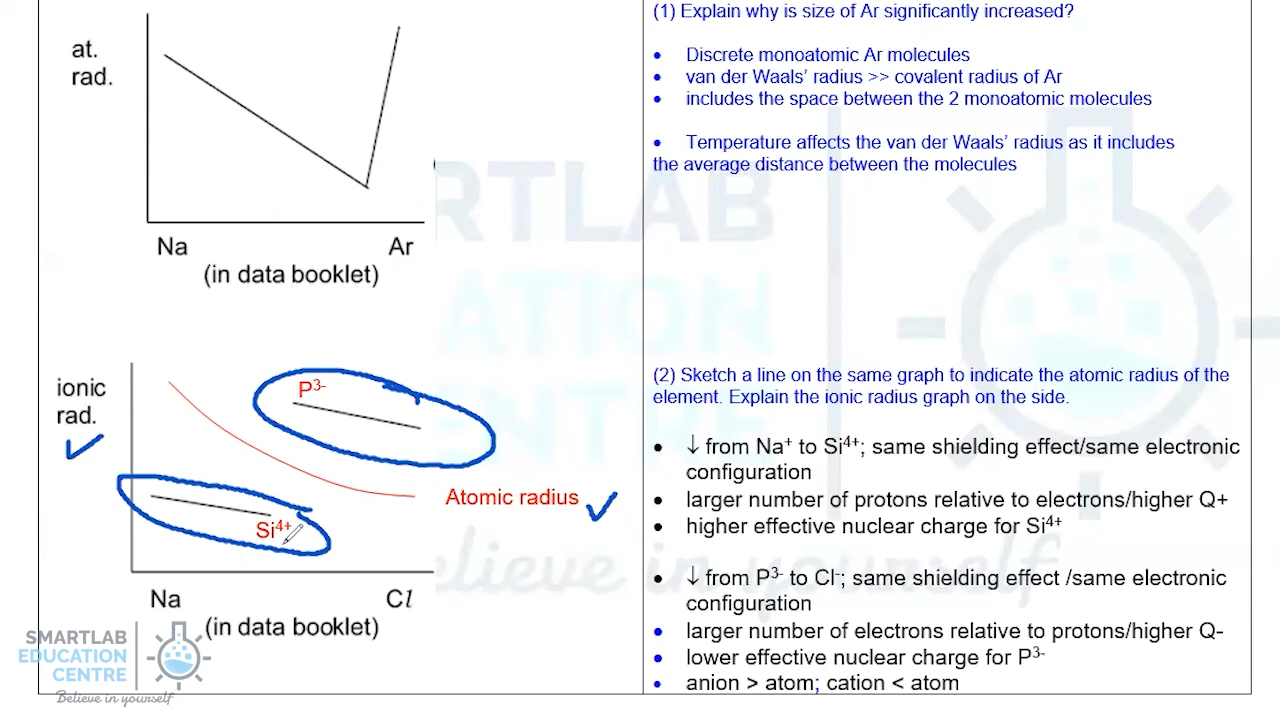 at.
rad.
Na
Ar
(in data booklet)
(1) Explain why is size of Ar significantly increased?
• Discrete monoatomic Ar molecules
• van der Waals' radius >> covalent radius of Ar
• includes the space between the 2 monoatomic molecules
• Temperature affects the van der Waals' radius as it includes
the average distance between the molecules
ionic
rad.
P³⁻
Atomic radius
Si⁴⁺
Na
Cl
(in data booklet)
(2) Sketch a line on the same graph to indicate the atomic radius of the
element. Explain the ionic radius graph on the side.
• ↓ from Na⁺ to Si⁴⁺; same shielding effect/same electronic
configuration
• larger number of protons relative to electrons/higher Q+
• higher effective nuclear charge for Si⁴⁺
• ↓ from P³⁻ to Cl⁻; same shielding effect /same electronic
configuration
• larger number of electrons relative to protons/higher Q-
• lower effective nuclear charge for P³⁻
• anion > atom; cation < atom
SMARTLAB
EDUCATION
CENTRE
Believe in yourself
RTLAB
ATION
ENTRE
elieve in yourself